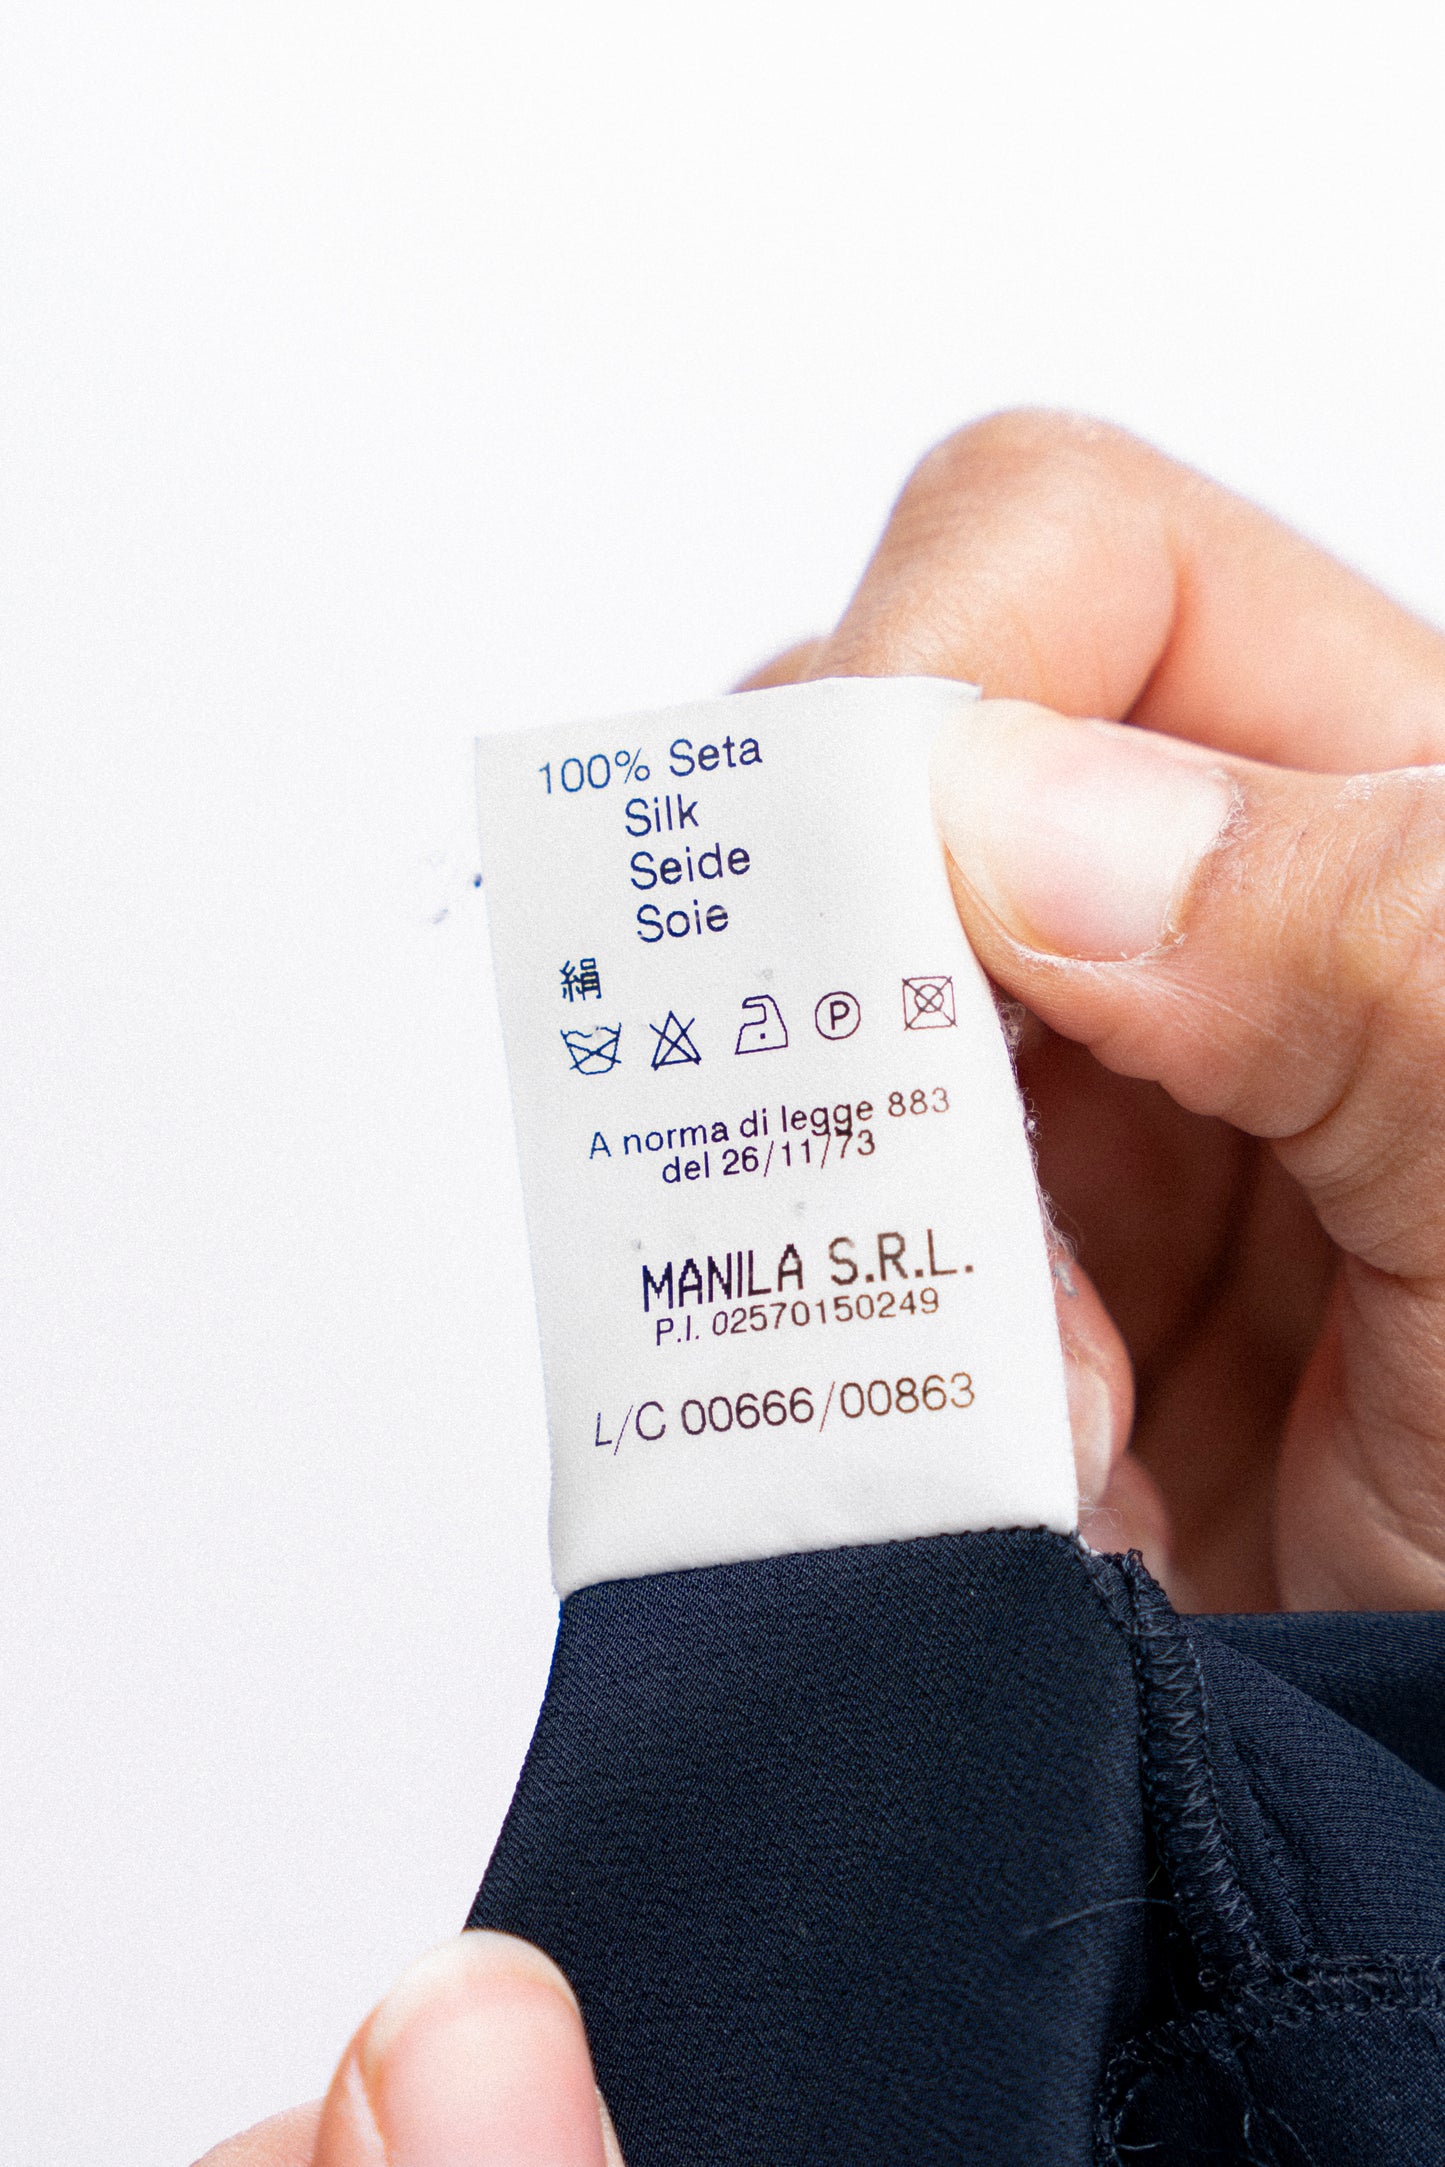 100% Seta
Silk
Seide
Soie
絹
P
A norma di legge 883
del 26/11/73
MANILA S.R.L.
P.I. 02570150249
L/C 00666/00863